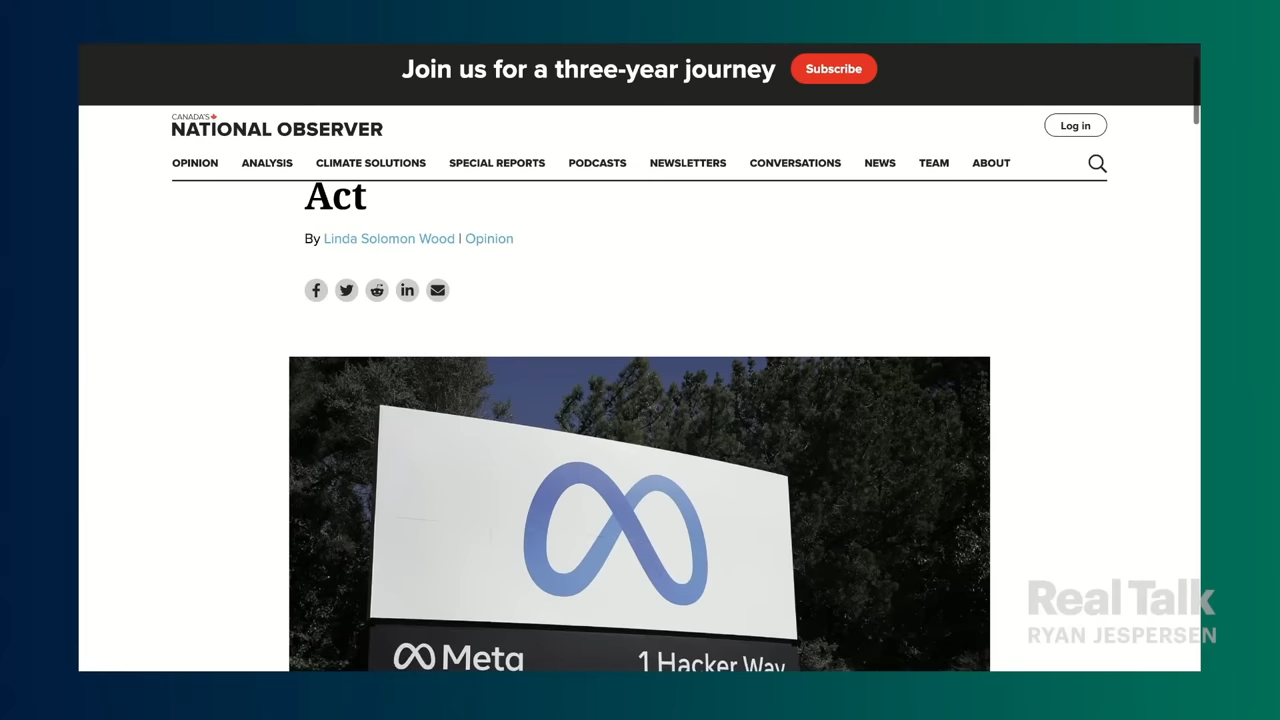 Join us for a three-year journey Subscribe
CANADA'S
NATIONAL OBSERVER
Log in
OPINION ANALYSIS CLIMATE SOLUTIONS SPECIAL REPORTS PODCASTS NEWSLETTERS CONVERSATIONS NEWS TEAM ABOUT
Act
By Linda Solomon Wood | Opinion
Meta 1 Hacker Way
Real Talk
RYAN JESPERSEN